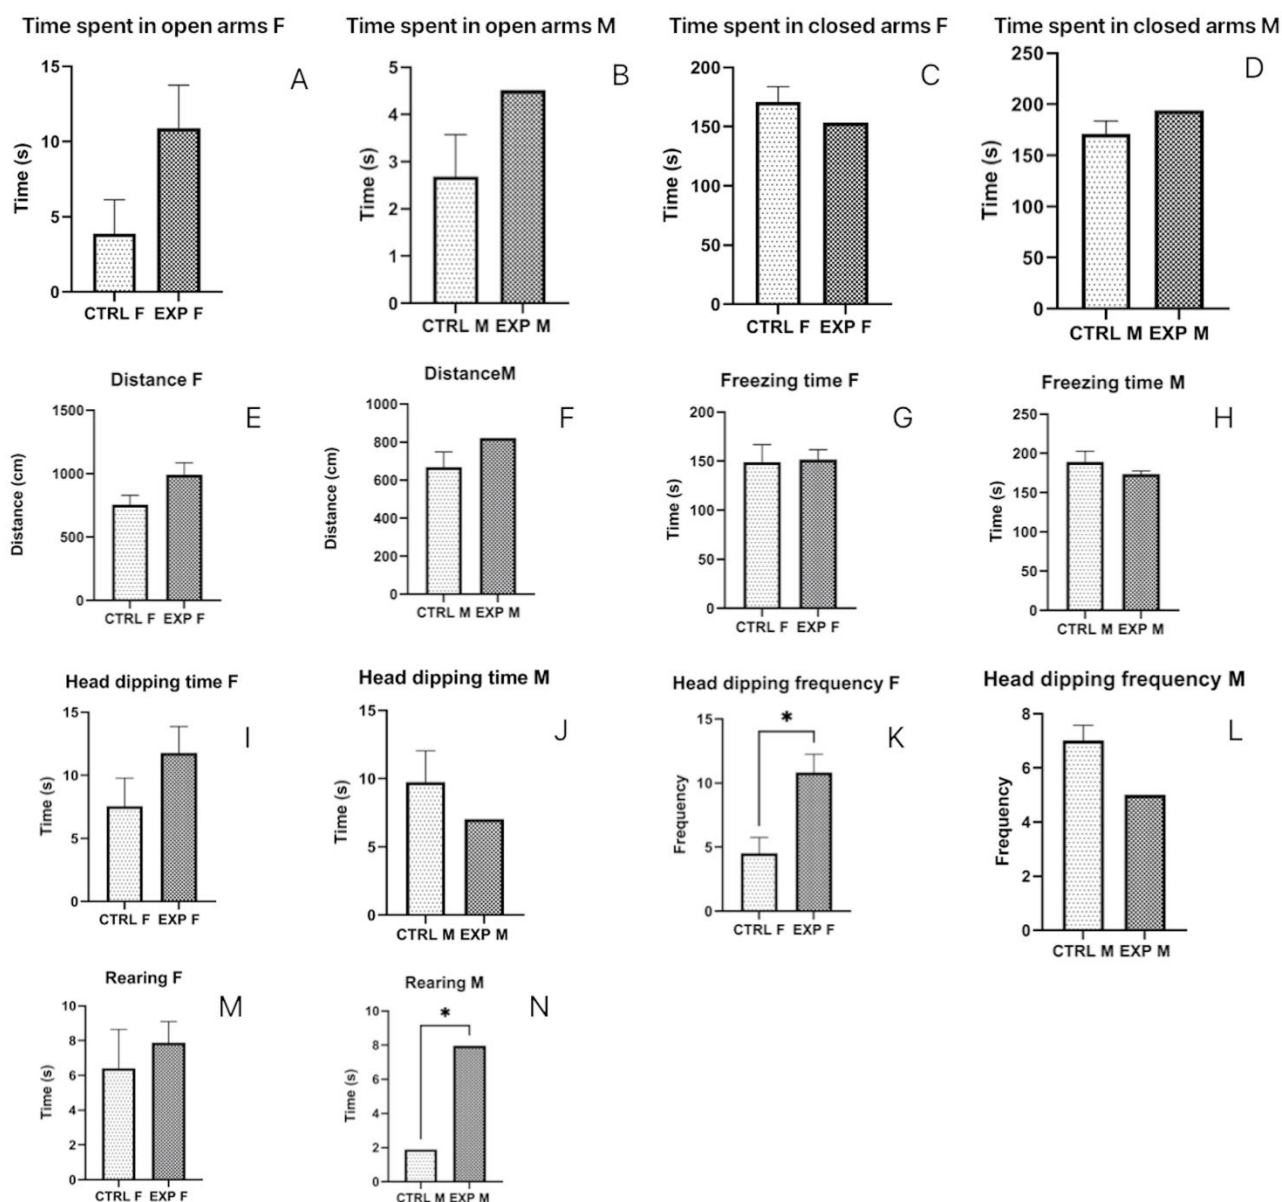 Time spent in open arms F
A
Time (s)
15
10
5
0
CTRL F EXP F
Time spent in open arms M
B
Time (s)
5
4
3
2
1
0
CTRL M EXP M
Time spent in closed arms F
C
Time (s)
200
150
100
50
0
CTRL F EXP F
Time spent in closed arms M
D
Time (s)
250
200
150
100
50
0
CTRL M EXP M
Distance F
E
Distance (cm)
1500
1000
500
0
CTRL F EXP F
DistanceM
F
Distance (cm)
1000
800
600
400
200
0
CTRL M EXP M
Freezing time F
G
Time (s)
200
150
100
50
0
CTRL F EXP F
Freezing time M
H
Time (s)
250
200
150
100
50
0
CTRL M EXP M
Head dipping time F
I
Time (s)
15
10
5
0
CTRL F EXP F
Head dipping time M
J
Time (s)
15
10
5
0
CTRL M EXP M
Head dipping frequency F
K
*
Frequency
15
10
5
0
CTRL F EXP F
Head dipping frequency M
L
Frequency
8
6
4
2
0
CTRL M EXP M
Rearing F
M
Time (s)
10
8
6
4
2
0
CTRL F EXP F
Rearing M
N
*
Time (s)
10
8
6
4
2
0
CTRL M EXP M